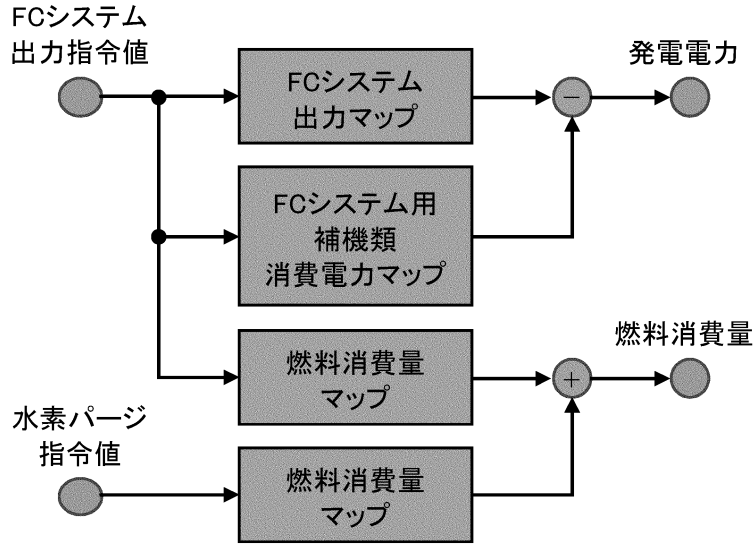 FCシステム
出力指令値
発電電力
FCシステム
出力マップ
−
FCシステム用
補機類
消費電力マップ
燃料消費量
燃料消費量
マップ
+
水素パージ
指令値
燃料消費量
マップ